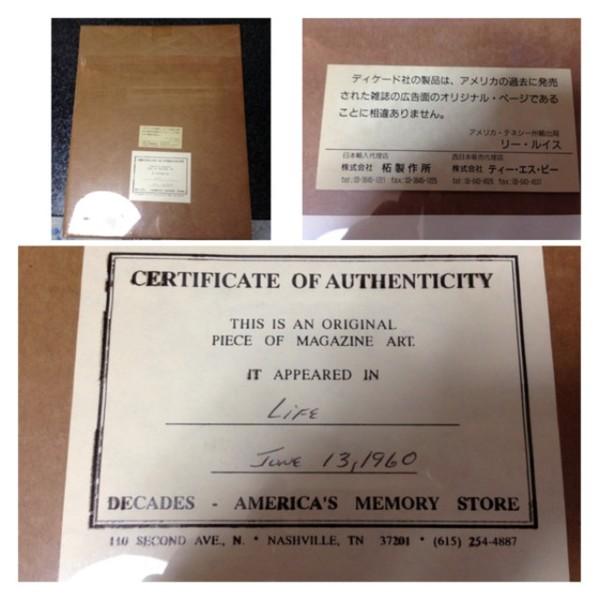 ディケード社の製品は、アメリカの過去に発売
された雑誌の広告面のオリジナル・ページである
ことに相違ありません。
アメリカ・テネシー州輸出局
リー・ルイス
日本輸入代理店
株式会社 柘製作所
西日本販売代理店
株式会社 ティー・エス・ピー
CERTIFICATE OF AUTHENTICITY
THIS IS AN ORIGINAL
PIECE OF MAGAZINE ART.
IT APPEARED IN
LIFE
JUNE 13, 1960
DECADES - AMERICA'S MEMORY STORE
110 SECOND AVE., N. • NASHVILLE, TN 37201 • (615) 254-4887
CERTIFICATE OF AUTHENTICITY